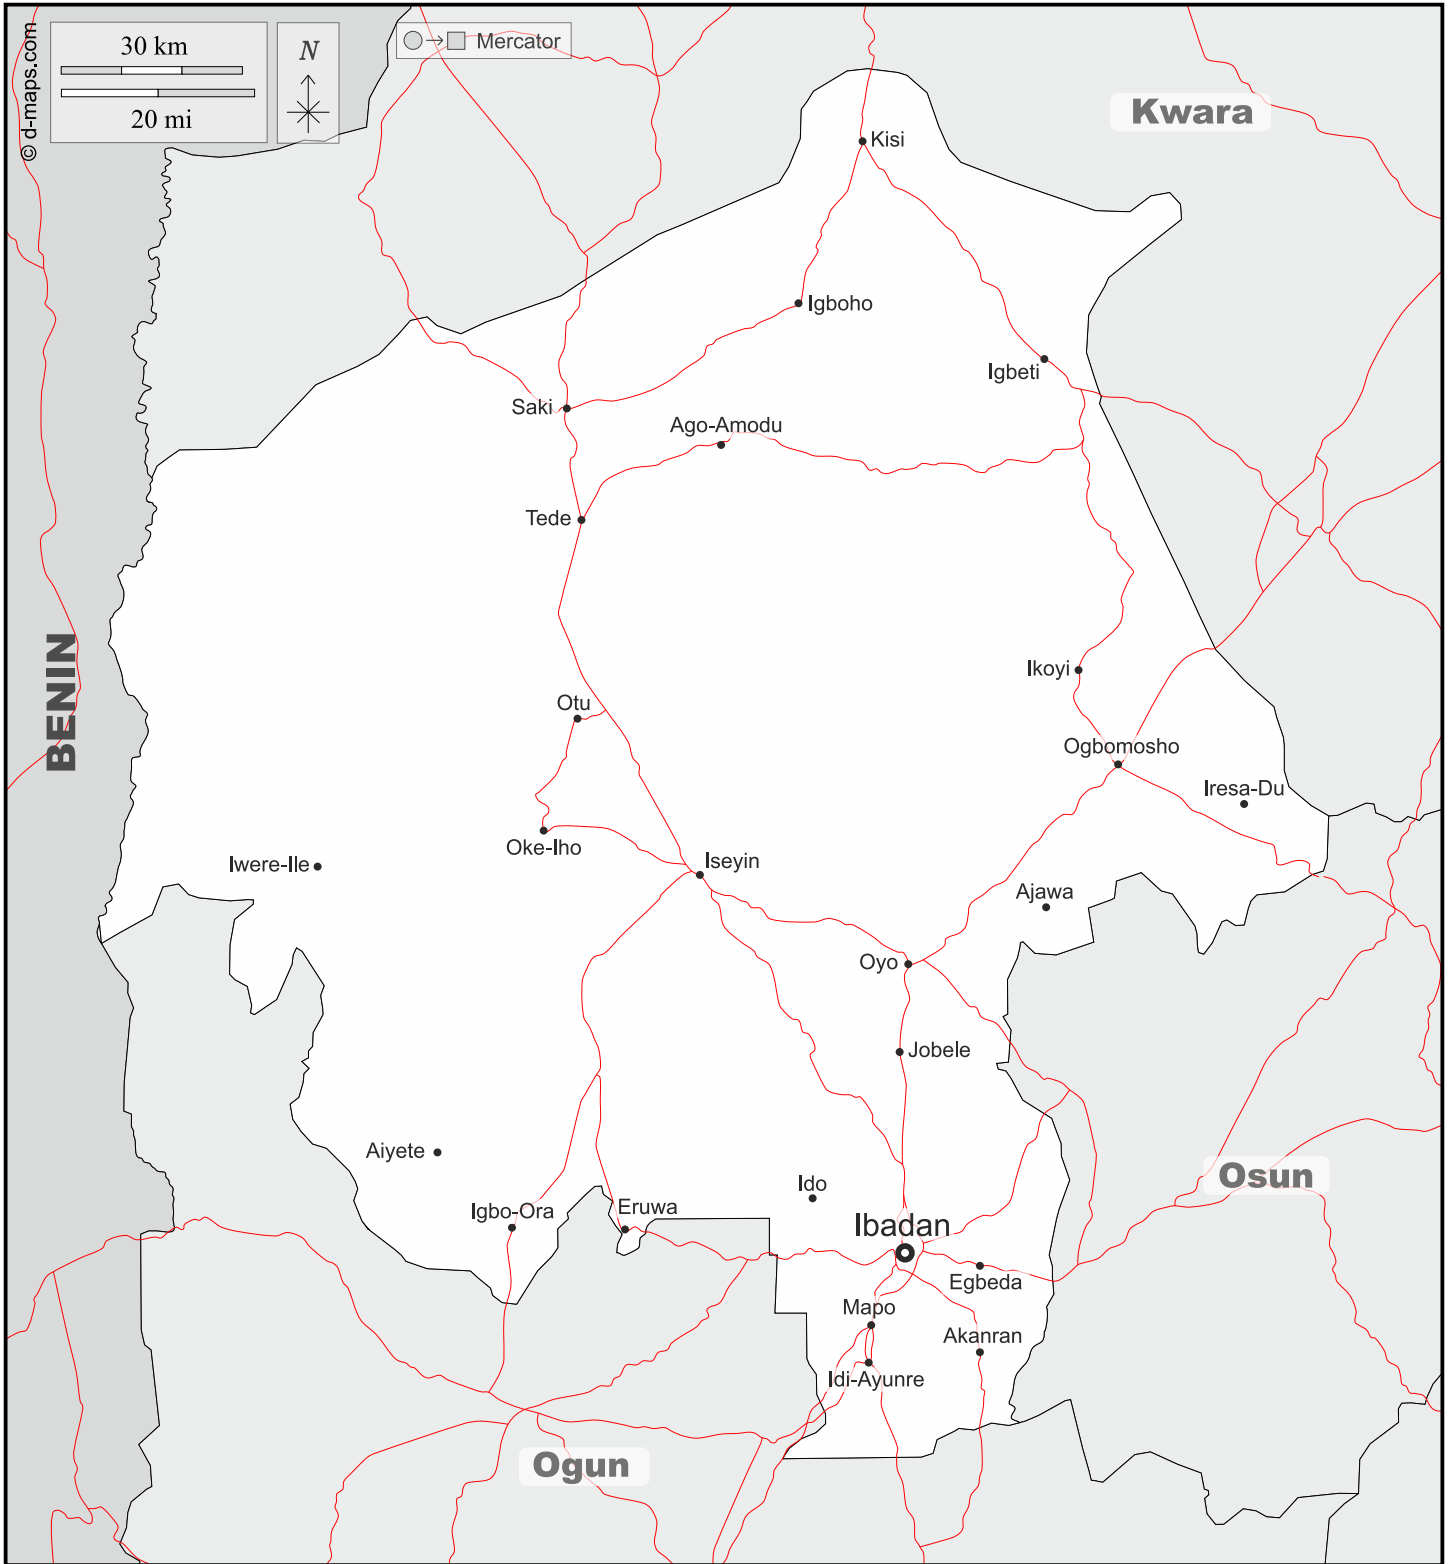 © d-maps.com
30 km
20 mi
N
Mercator
Kwara
Kisi
Igboho
Igbeti
Saki
Ago-Amodu
Tede
BENIN
Ikoyi
Otu
Ogbomosho
Iresa-Du
Oke-Iho
Iseyin
Iwere-Ile
Ajawa
Oyo
Jobele
Aiyete
Ido
Osun
Igbo-Ora
Eruwa
Ibadan
Egbeda
Mapo
Akanran
Idi-Ayunre
Ogun